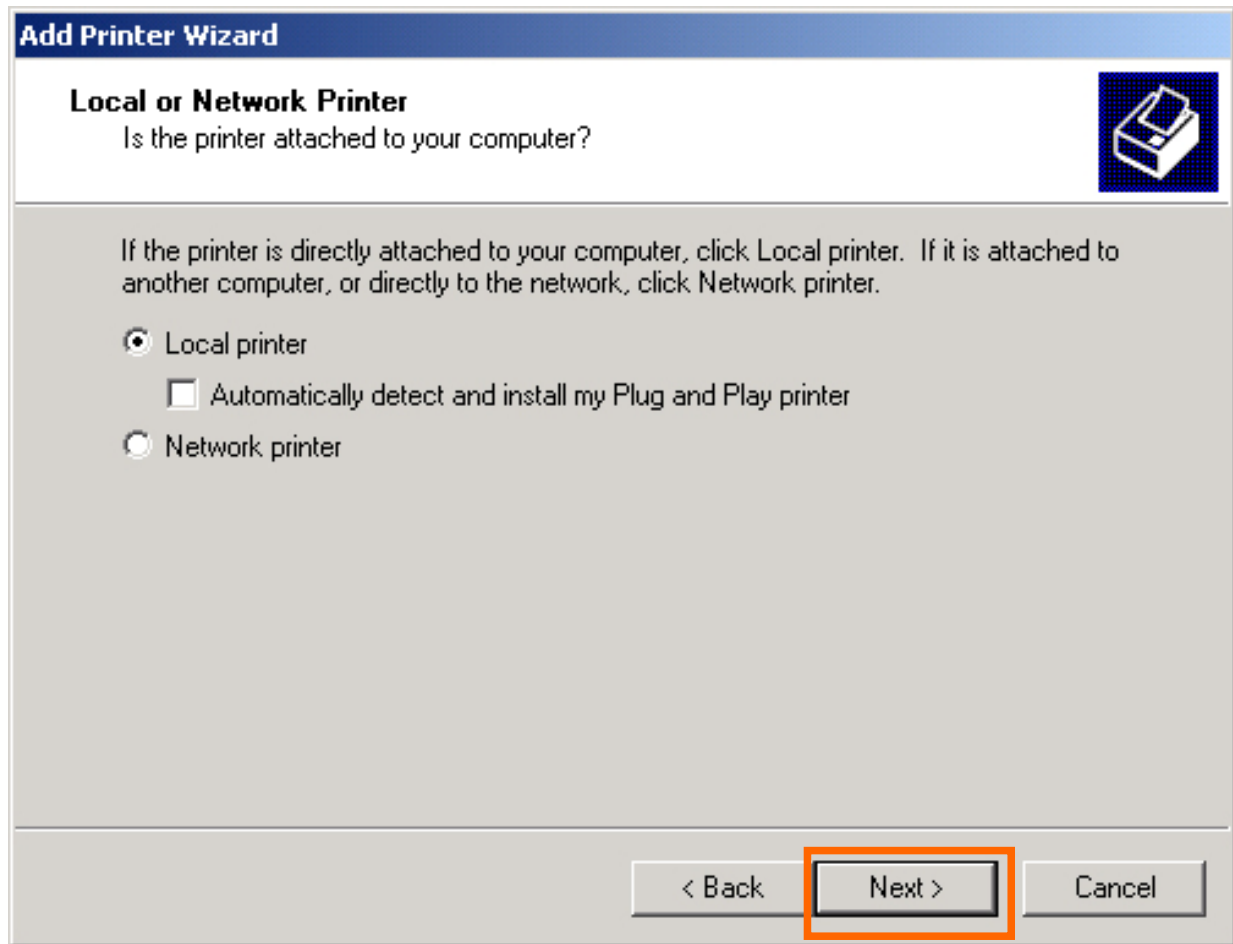 Add Printer Wizard
Local or Network Printer
Is the printer attached to your computer?
If the printer is directly attached to your computer, click Local printer.  If it is attached to
another computer, or directly to the network, click Network printer.
Local printer
Automatically detect and install my Plug and Play printer
Network printer
< Back   Next >   Cancel